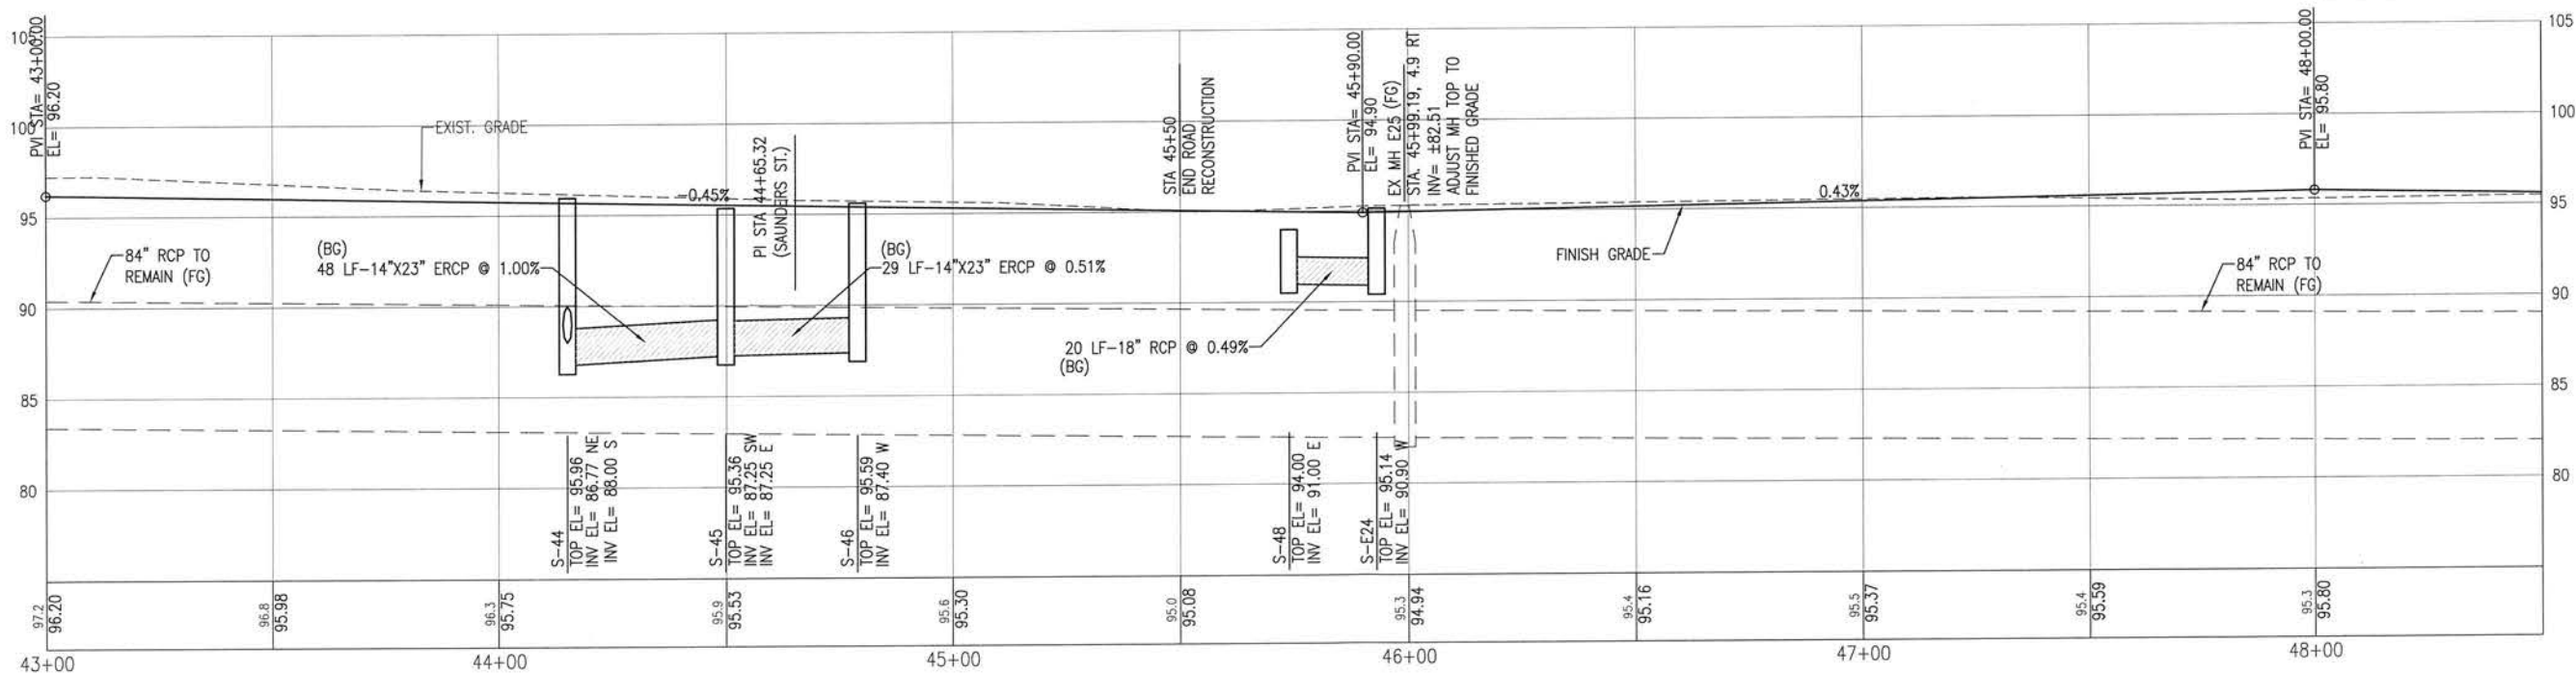 105
100
95
90
85
80
PVI STA= 43+00.00
EL= 96.20
EXIST. GRADE
84" RCP TO
REMAIN (FG)
(BG)
48 LF-14"X23" ERCP @ 1.00%
-0.45%
PI STA 44+65.32
(SAUNDERS ST.)
(BG)
29 LF-14"X23" ERCP @ 0.51%
STA 45+50
END ROAD
RECONSTRUCTION
PVI STA= 45+90.00
EL= 94.90
EX MH E25 (FG)
STA. 45+99.19, 4.9 RT
INV= ±82.51
ADJUST MH TOP TO
FINISHED GRADE
20 LF-18" RCP @ 0.49%
(BG)
FINISH GRADE
0.43%
84" RCP TO
REMAIN (FG)
PVI STA= 48+00.00
EL= 95.80
105
100
95
90
85
80
S-44
TOP EL= 95.96
INV EL= 86.77 NE
INV EL= 88.00 S
S-45
TOP EL= 95.36
INV EL= 87.25 SW
INV EL= 87.25 E
S-46
TOP EL= 95.59
INV EL= 87.40 W
S-48
TOP EL= 94.00
INV EL= 91.00 E
S-E24
TOP EL= 95.14
INV EL= 90.90 W
97.2
96.20
96.8
95.98
96.3
95.75
95.9
95.53
95.6
95.30
95.0
95.08
95.3
94.94
95.4
95.16
95.5
95.37
95.4
95.59
95.3
95.80
43+00
44+00
45+00
46+00
47+00
48+00